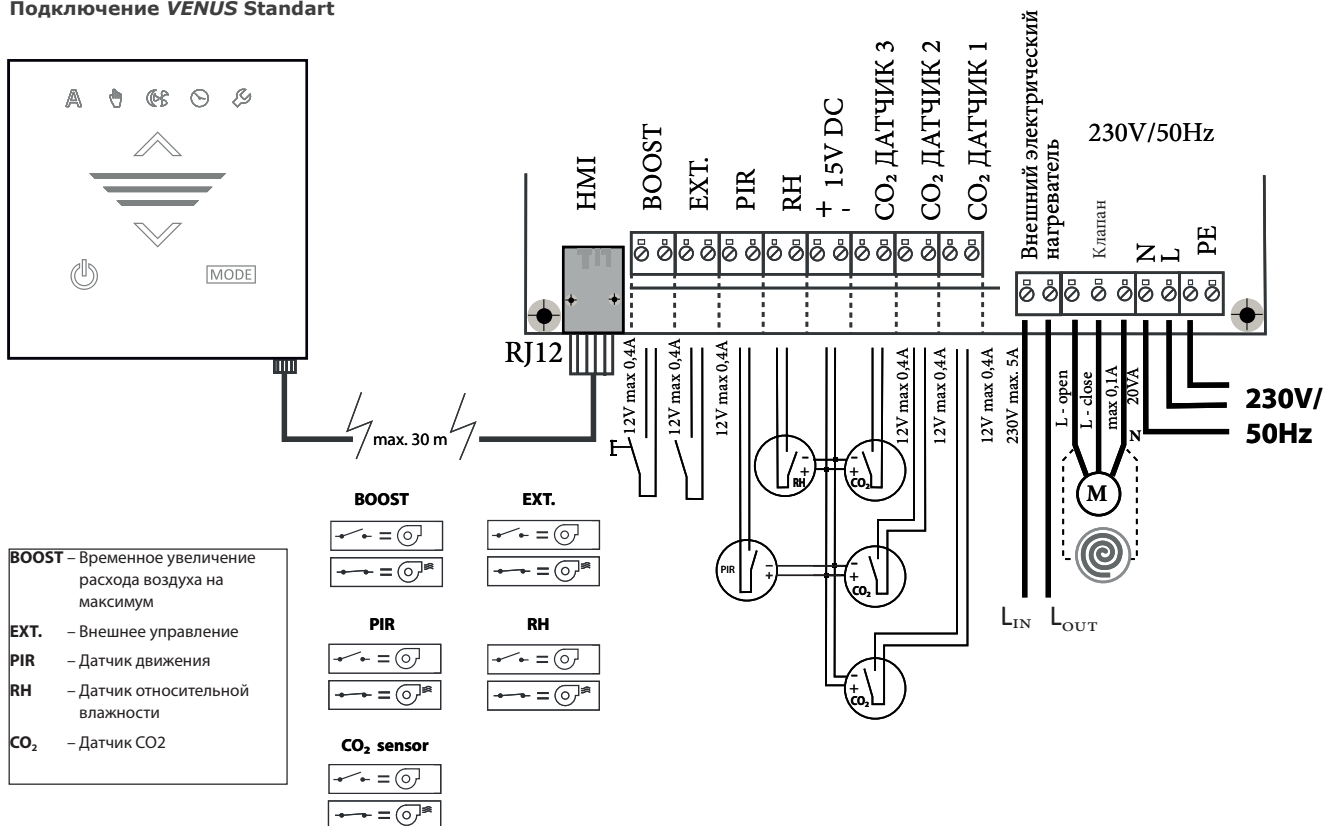 Подключение VENUS Standart
A
MODE
max. 30 m
RJ12
HMI
BOOST
EXT.
PIR
RH
+ 15V DC
-
CO₂ ДАТЧИК 3
CO₂ ДАТЧИК 2
CO₂ ДАТЧИК 1
Внешний электрический
нагреватель
Клапан
230V/50Hz
N
L
PE
12V max 0,4A
12V max 0,4A
12V max 0,4A
12V max 0,4A
12V max 0,4A
12V max 0,4A
230V max. 5A
L - open
L - close
max 0,1A
20VA
N
230V/
50Hz
- +
RH
- +
CO₂
PIR
- +
- +
CO₂
- +
CO₂
M
LIN
LOUT
BOOST
=
=
EXT.
=
=
PIR
=
=
RH
=
=
CO₂ sensor
=
=
BOOST – Временное увеличение
расхода воздуха на
максимум
EXT. – Внешнее управление
PIR – Датчик движения
RH – Датчик относительной
влажности
CO₂ – Датчик CO2